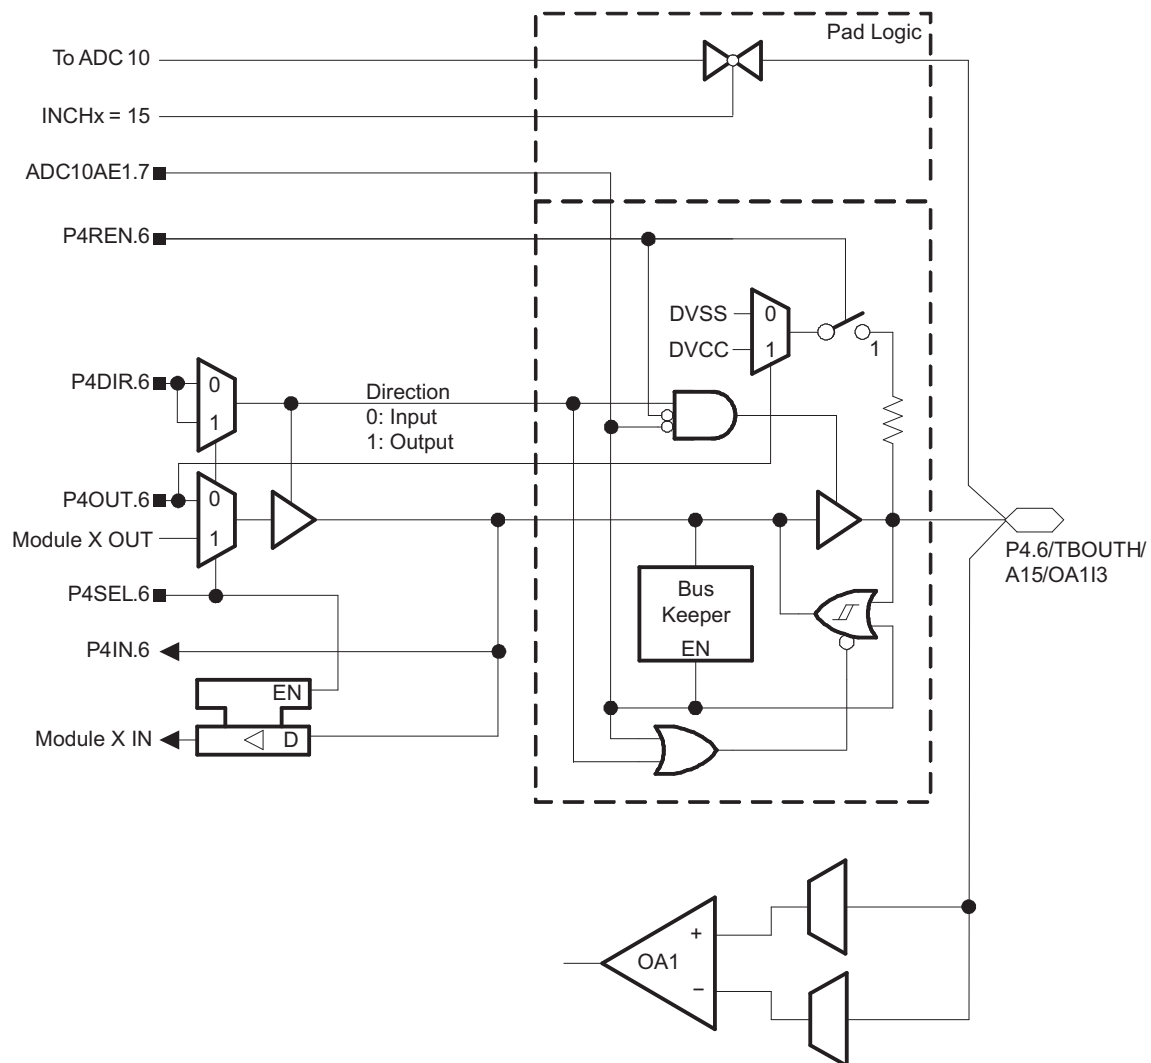 Pad Logic
To ADC 10
INCHx = 15
ADC10AE1.7
P4REN.6
DVSS
0
DVCC
1
1
P4DIR.6
0
1
Direction
0: Input
1: Output
P4OUT.6
0
Module X OUT
1
P4.6/TBOUTH/
A15/OA1I3
P4SEL.6
Bus
Keeper
EN
P4IN.6
EN
Module X IN
D
+
OA1
−